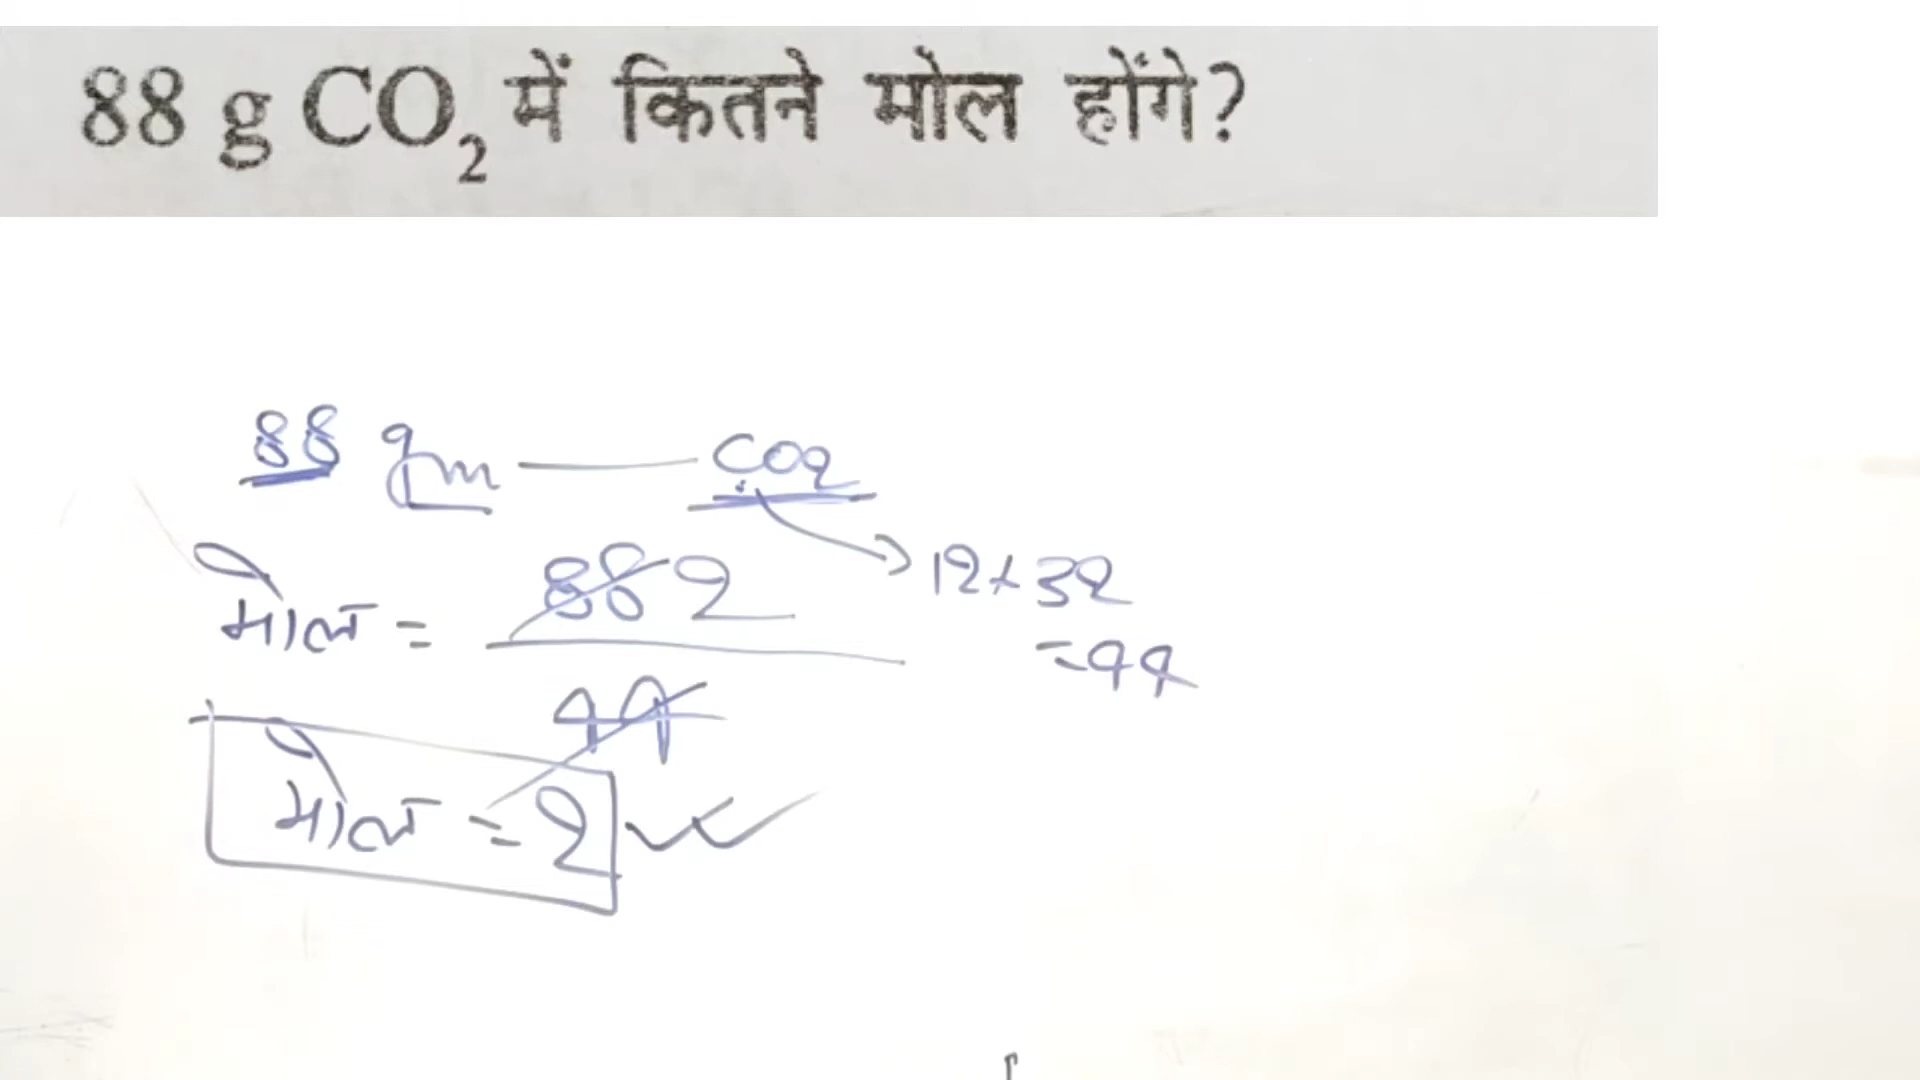 88 g CO₂ में कितने मोल होंगे?
88 gm — CO2
→ 12+32
=44
मोल = 88 2
44
मोल = 2